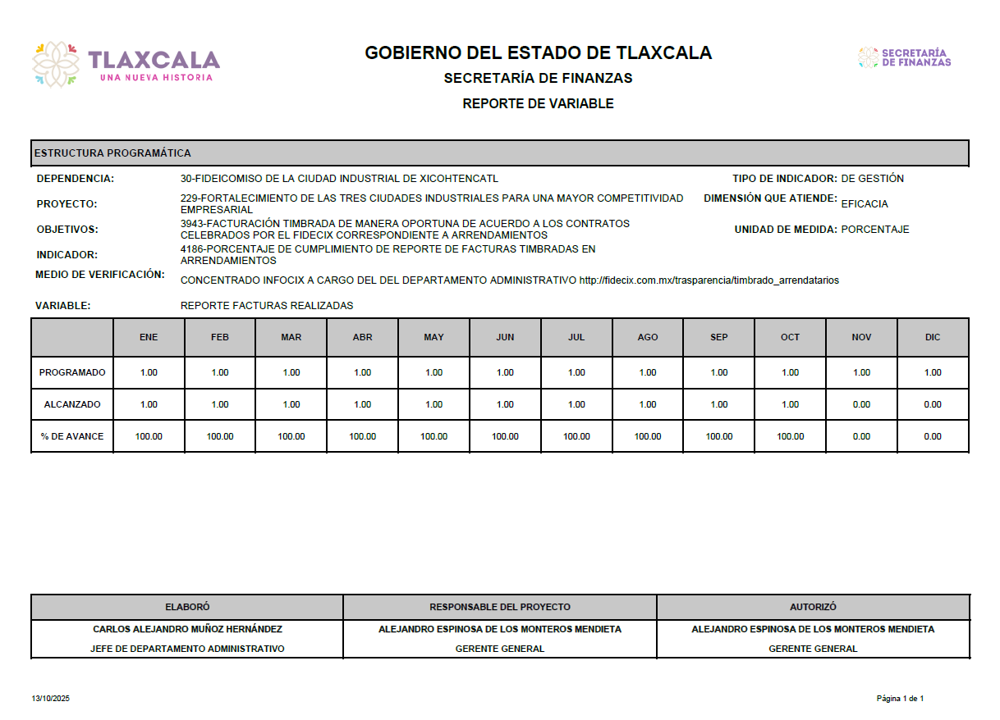 TLAXCALA
UNA NUEVA HISTORIA
GOBIERNO DEL ESTADO DE TLAXCALA
SECRETARÍA DE FINANZAS
REPORTE DE VARIABLE
SECRETARÍA
DE FINANZAS
ESTRUCTURA PROGRAMÁTICA
DEPENDENCIA: 30-FIDEICOMISO DE LA CIUDAD INDUSTRIAL DE XICOHTENCATL TIPO DE INDICADOR: DE GESTIÓN
PROYECTO: 229-FORTALECIMIENTO DE LAS TRES CIUDADES INDUSTRIALES PARA UNA MAYOR COMPETITIVIDAD
EMPRESARIAL
DIMENSIÓN QUE ATIENDE: EFICACIA
OBJETIVOS: 3943-FACTURACIÓN TIMBRADA DE MANERA OPORTUNA DE ACUERDO A LOS CONTRATOS
CELEBRADOS POR EL FIDECIX CORRESPONDIENTE A ARRENDAMIENTOS
UNIDAD DE MEDIDA: PORCENTAJE
INDICADOR: 4186-PORCENTAJE DE CUMPLIMIENTO DE REPORTE DE FACTURAS TIMBRADAS EN
ARRENDAMIENTOS
MEDIO DE VERIFICACIÓN: CONCENTRADO INFOCIX A CARGO DEL DEL DEPARTAMENTO ADMINISTRATIVO http://fidecix.com.mx/trasparencia/timbrado_arrendatarios
VARIABLE: REPORTE FACTURAS REALIZADAS
ENE FEB MAR ABR MAY JUN JUL AGO SEP OCT NOV DIC
PROGRAMADO 1.00 1.00 1.00 1.00 1.00 1.00 1.00 1.00 1.00 1.00 1.00 1.00
ALCANZADO 1.00 1.00 1.00 1.00 1.00 1.00 1.00 1.00 1.00 1.00 0.00 0.00
% DE AVANCE 100.00 100.00 100.00 100.00 100.00 100.00 100.00 100.00 100.00 100.00 0.00 0.00
ELABORÓ RESPONSABLE DEL PROYECTO AUTORIZÓ
CARLOS ALEJANDRO MUÑOZ HERNÁNDEZ ALEJANDRO ESPINOSA DE LOS MONTEROS MENDIETA ALEJANDRO ESPINOSA DE LOS MONTEROS MENDIETA
JEFE DE DEPARTAMENTO ADMINISTRATIVO GERENTE GENERAL GERENTE GENERAL
13/10/2025 Página 1 de 1